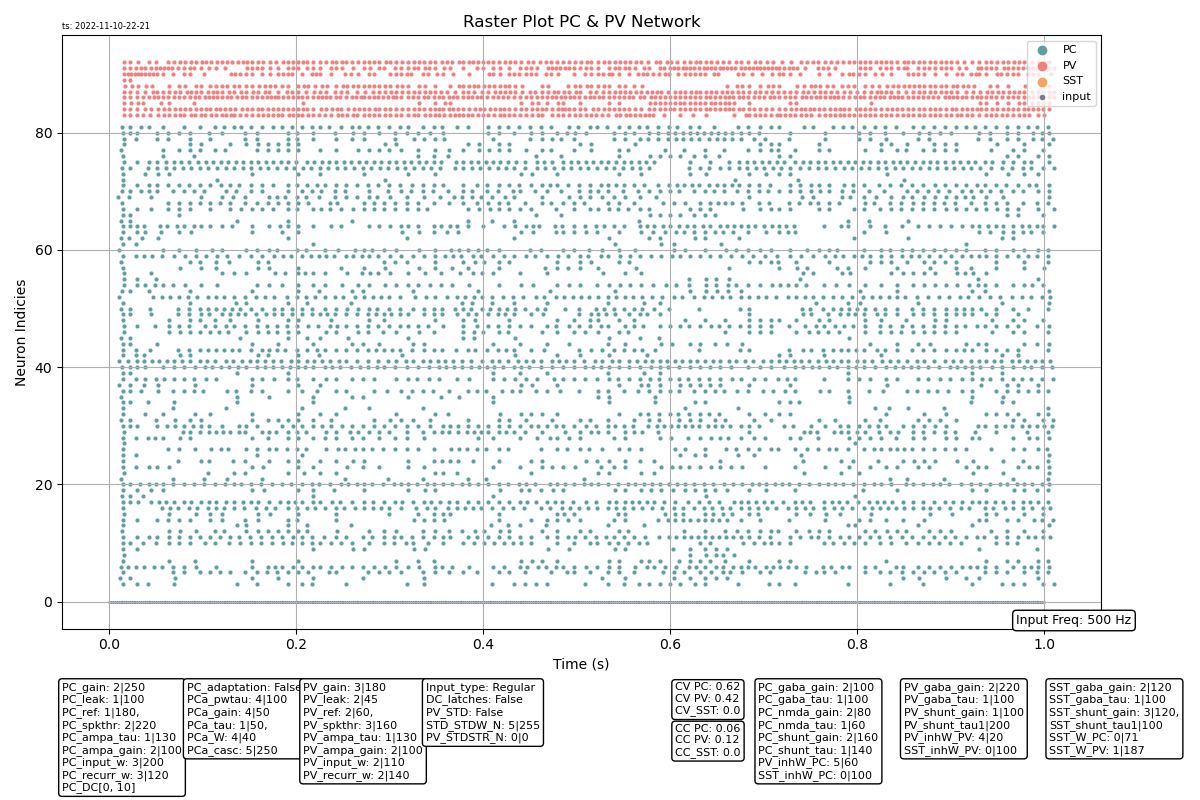 ts: 2022-11-10-22-21
Raster Plot PC & PV Network
PC
PV
SST
input
80
60
40
20
0
Neuron Indicies
0.0
0.2
0.4
0.6
0.8
1.0
Time (s)
Input Freq: 500 Hz
PC_gain: 2|250
PC_leak: 1|100
PC_ref: 1|180,
PC_spkthr: 2|220
PC_ampa_tau: 1|130
PC_ampa_gain: 2|100
PC_input_w: 3|200
PC_recurr_w: 3|120
PC_DC[0, 10]
PC_adaptation: False
PCa_pwtau: 4|100
PCa_gain: 4|50
PCa_tau: 1|50,
PCa_W: 4|40
PCa_casc: 5|250
PV_gain: 3|180
PV_leak: 2|45
PV_ref: 2|60,
PV_spkthr: 3|160
PV_ampa_tau: 1|130
PV_ampa_gain: 2|100
PV_input_w: 2|110
PV_recurr_w: 2|140
Input_type: Regular
DC_latches: False
PV_STD: False
STD_STDW_N: 5|255
PV_STDSTR_N: 0|0
CV PC: 0.62
CV PV: 0.42
CV_SST: 0.0
CC PC: 0.06
CC PV: 0.12
CC_SST: 0.0
PC_gaba_gain: 2|100
PC_gaba_tau: 1|100
PC_nmda_gain: 2|80
PC_nmda_tau: 1|60
PC_shunt_gain: 2|160
PC_shunt_tau: 1|140
PV_inhW_PC: 5|60
SST_inhW_PC: 0|100
PV_gaba_gain: 2|220
PV_gaba_tau: 1|100
PV_shunt_gain: 1|100
PV_shunt_tau1|200
PV_inhW_PV: 4|20
SST_inhW_PV: 0|100
SST_gaba_gain: 2|120
SST_gaba_tau: 1|100
SST_shunt_gain: 3|120,
SST_shunt_tau1|100
SST_W_PC: 0|71
SST_W_PV: 1|187